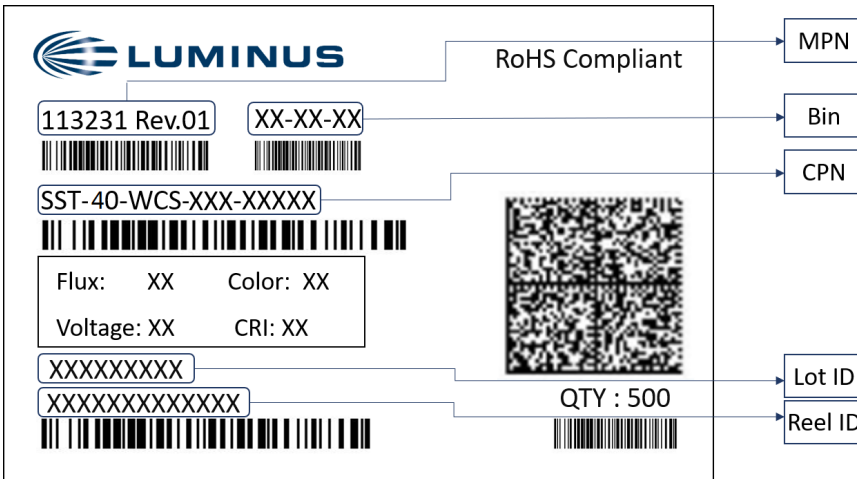 LUMINUS
RoHS Compliant
MPN
113231 Rev.01 XX-XX-XX
Bin
SST-40-WCS-XXX-XXXXX
CPN
Flux: XX Color: XX
Voltage: XX CRI: XX
XXXXXXXXX
Lot ID
XXXXXXXXXXXXX
QTY : 500
Reel ID